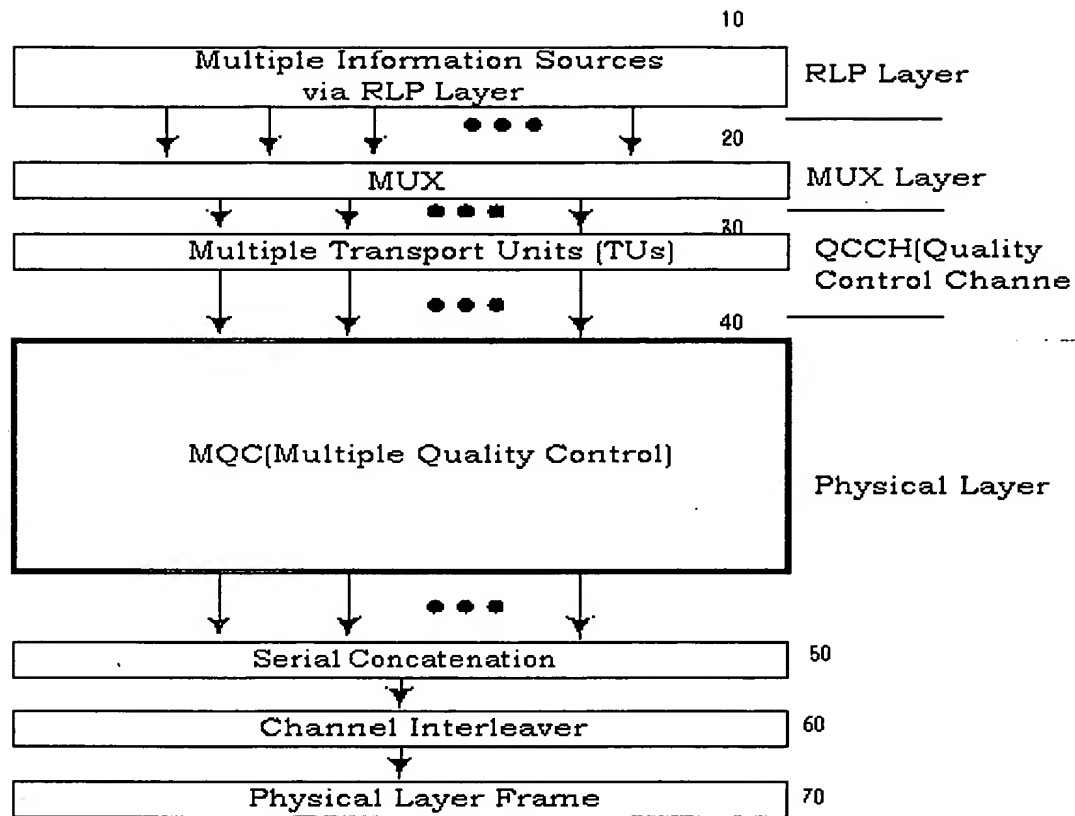 10
Multiple Information Sources
via RLP Layer
RLP Layer
20
MUX
MUX Layer
30
Multiple Transport Units (TUs)
QCCH(Quality
Control Channe
40
MQC(Multiple Quality Control)
Physical Layer
Serial Concatenation
50
Channel Interleaver
60
Physical Layer Frame
70